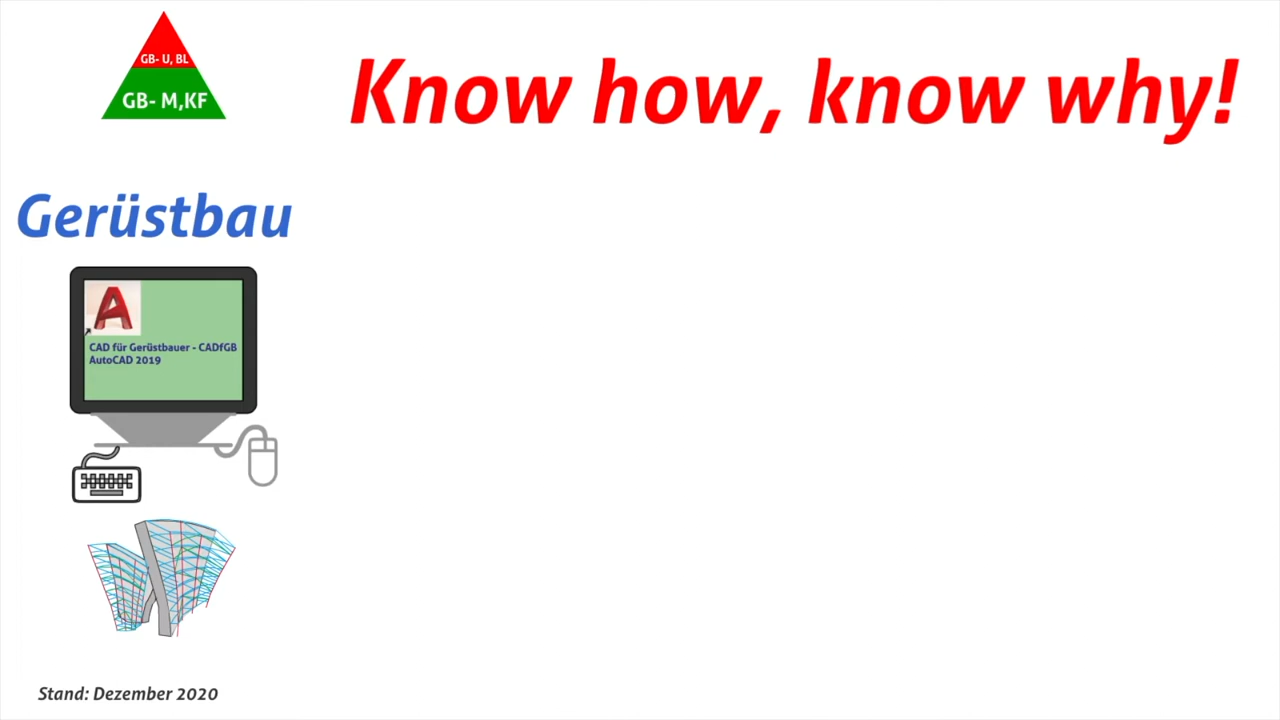 GB- U, BL
GB- M,KF
Know how, know why!
Gerüstbau
CAD für Gerüstbauer - CADfGB
AutoCAD 2019
Stand: Dezember 2020